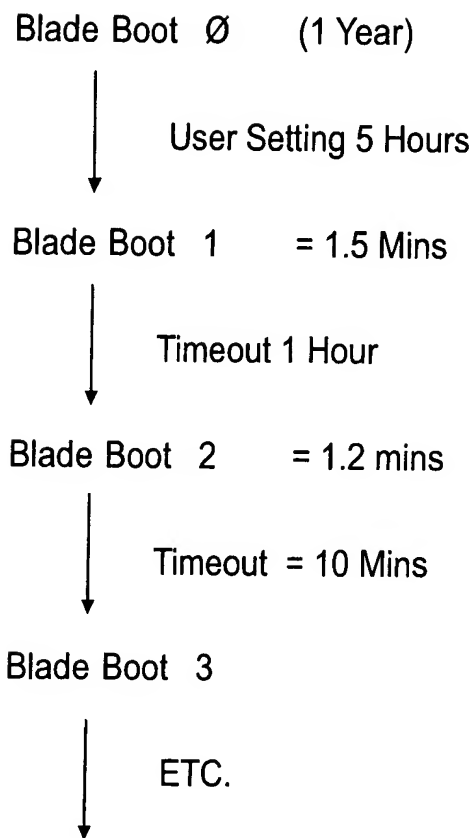 Blade Boot Ø (1 Year)
User Setting 5 Hours
Blade Boot 1 = 1.5 Mins
Timeout 1 Hour
Blade Boot 2 = 1.2 mins
Timeout = 10 Mins
Blade Boot 3
ETC.